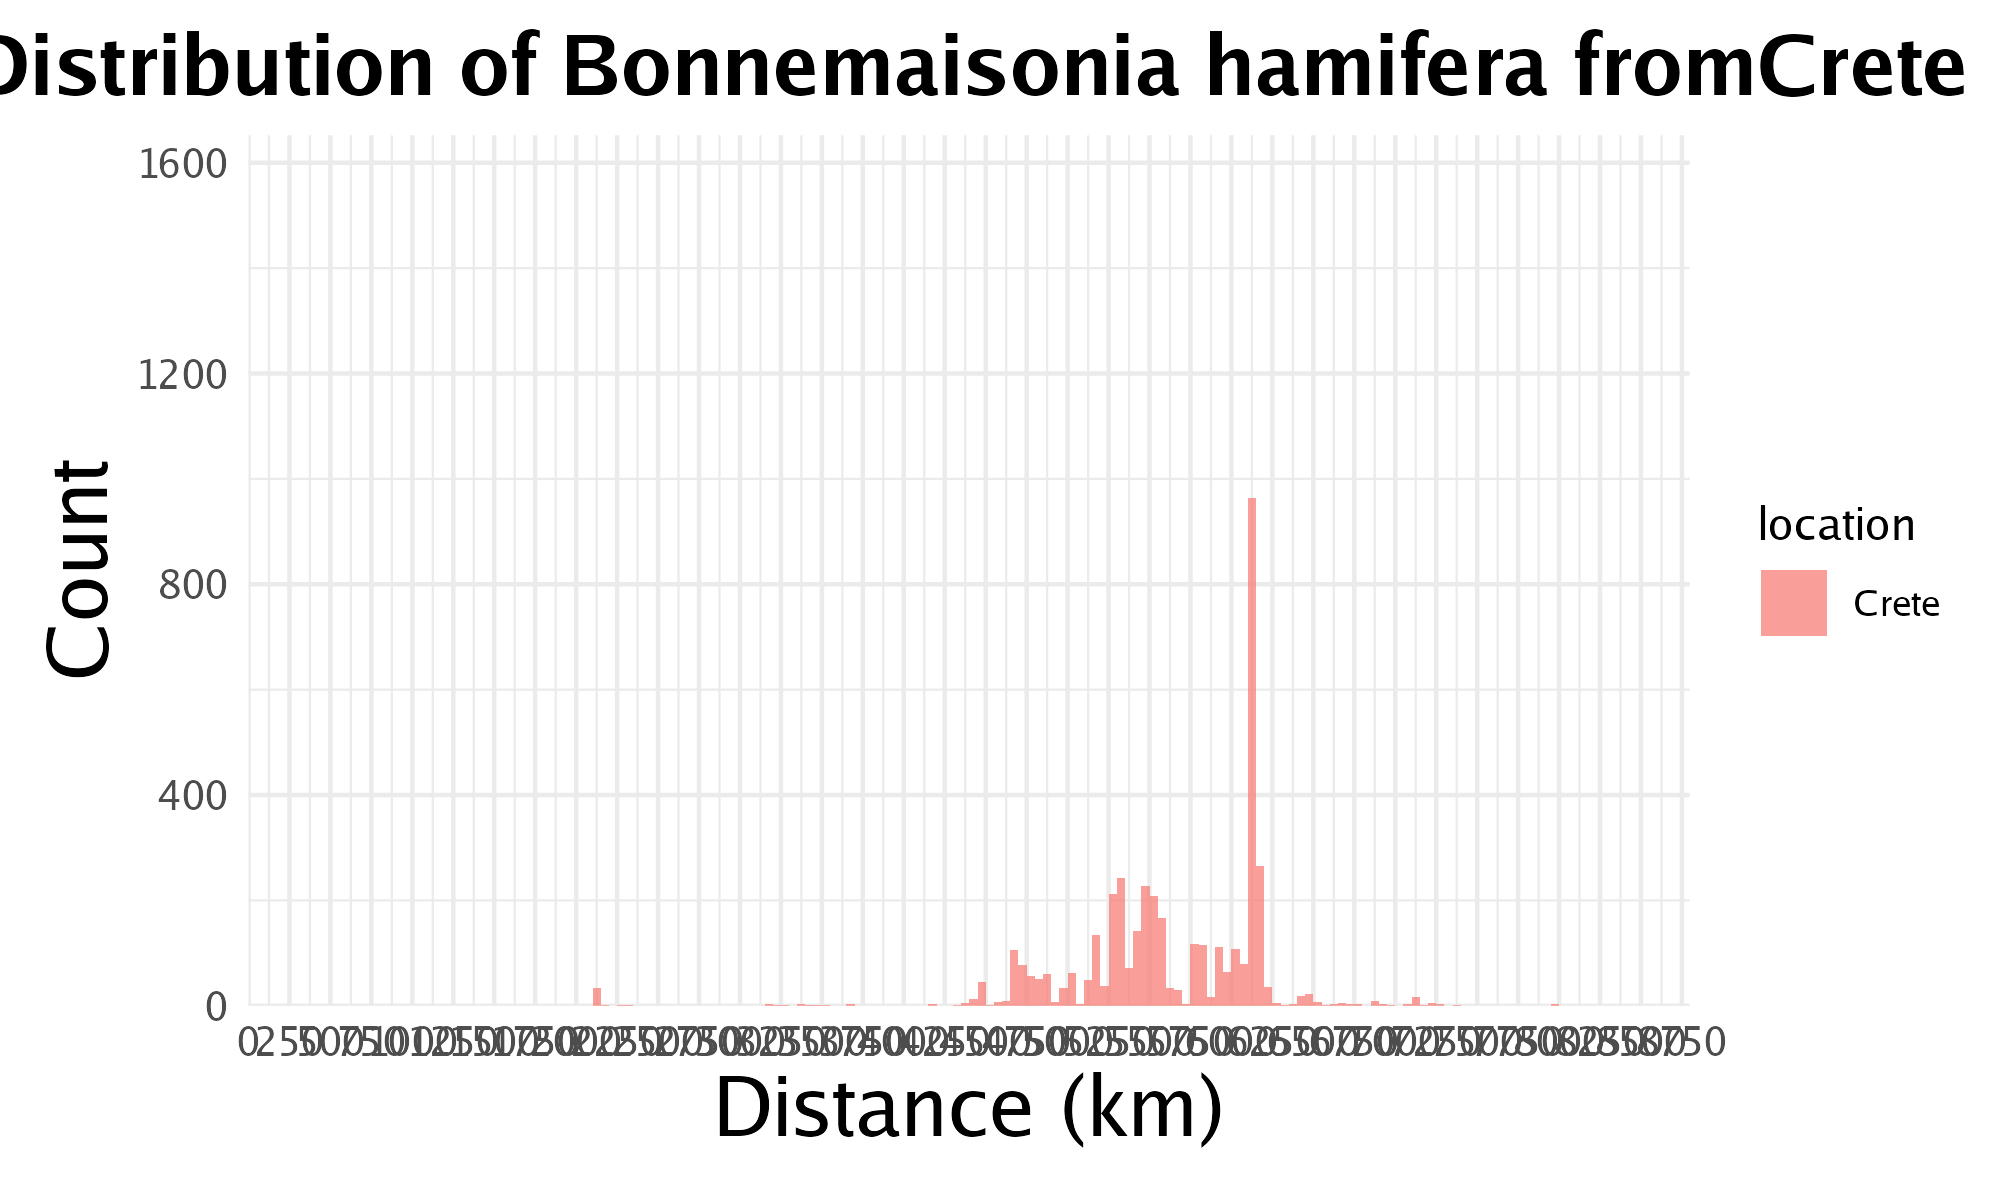 Distribution of Bonnemaisonia hamifera fromCrete
1600
1200
800
400
0
Count
Distance (km)
location
Crete